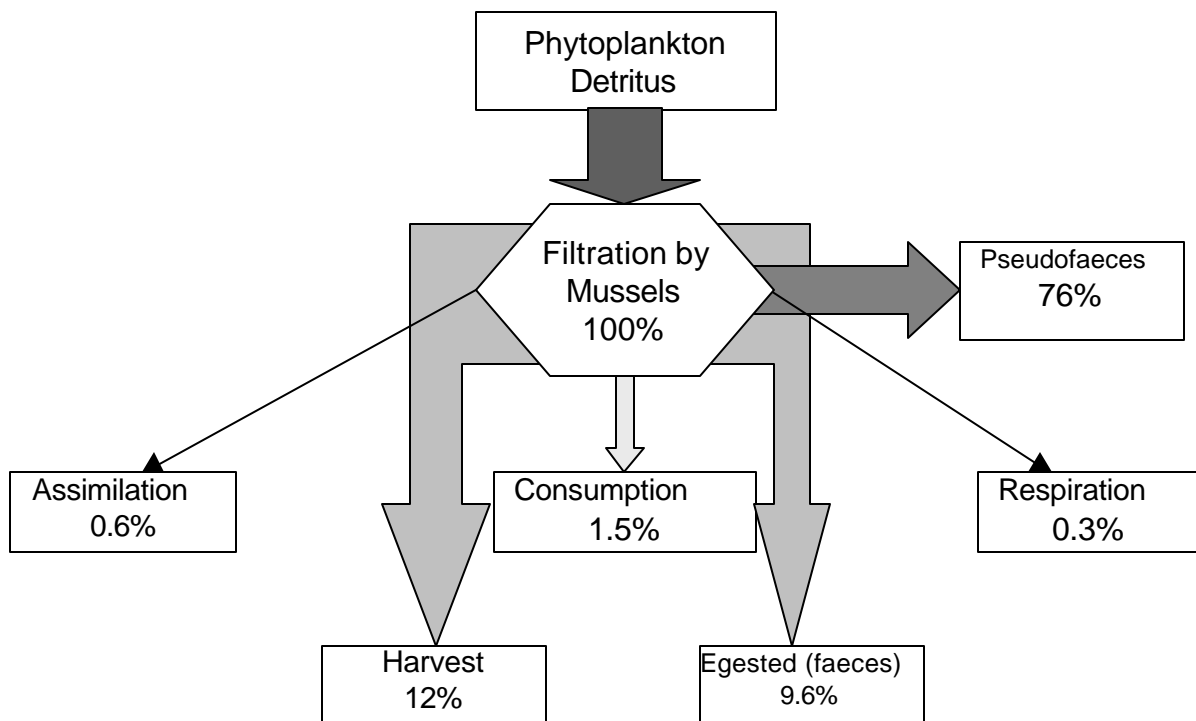 Phytoplankton
Detritus
Filtration by
Mussels
100%
Pseudofaeces
76%
Assimilation
0.6%
Consumption
1.5%
Respiration
0.3%
Harvest
12%
Egested (faeces)
9.6%